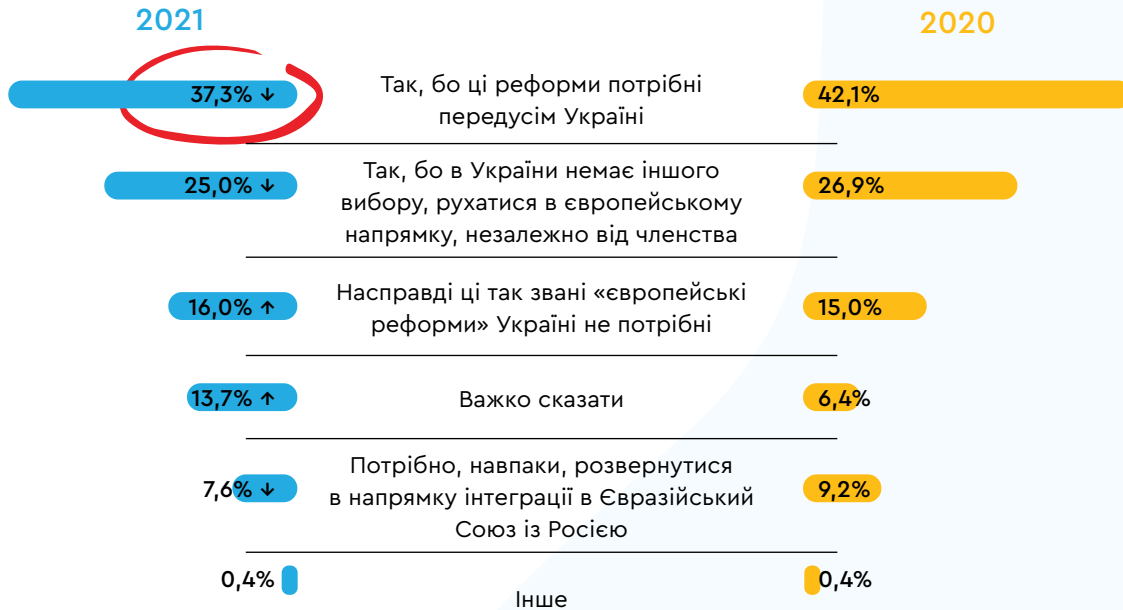 2021
2020
37,3% ↓
Так, бо ці реформи потрібні
передусім Україні
42,1%
25,0% ↓
Так, бо в України немає іншого
вибору, рухатися в європейському
напрямку, незалежно від членства
26,9%
16,0% ↑
Насправді ці так звані «європейські
реформи» Україні не потрібні
15,0%
13,7% ↑
Важко сказати
6,4%
7,6% ↓
Потрібно, навпаки, розвернутися
в напрямку інтеграції в Євразійський
Союз із Росією
9,2%
0,4%
Інше
0,4%